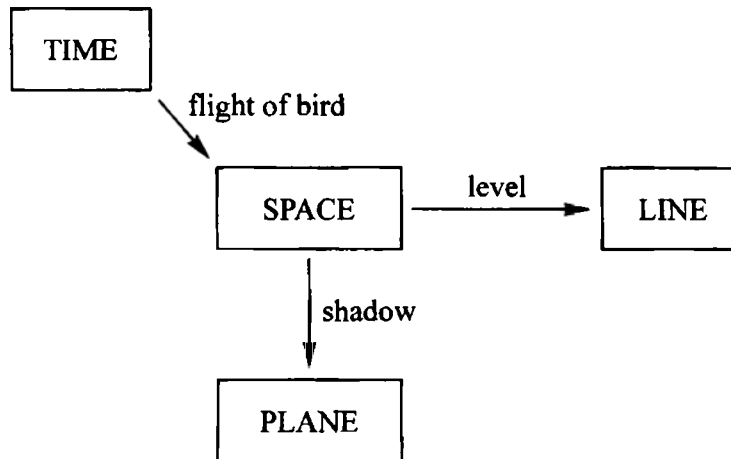 TIME
flight of bird
SPACE
level
LINE
shadow
PLANE